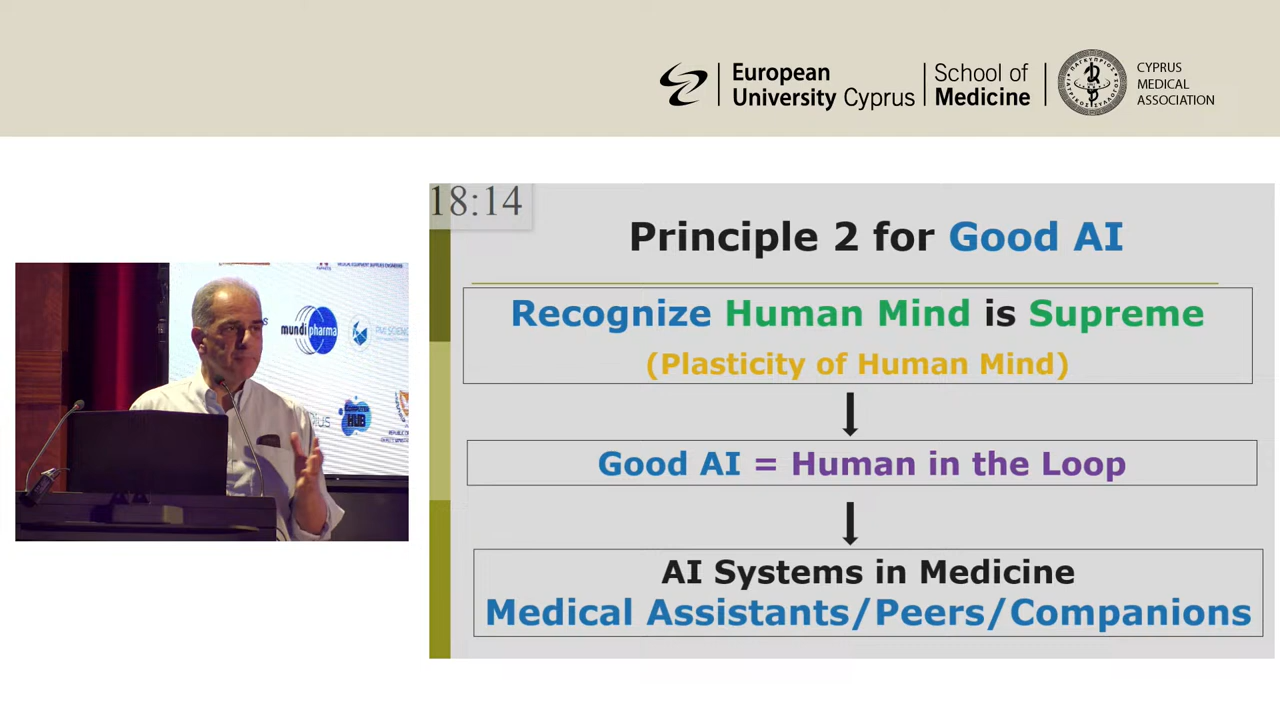 European
University Cyprus
School of
Medicine
CYPRUS
MEDICAL
ASSOCIATION
18:14
Principle 2 for Good AI
Recognize Human Mind is Supreme
(Plasticity of Human Mind)
Good AI = Human in the Loop
AI Systems in Medicine
Medical Assistants/Peers/Companions
mundipharma
HUB